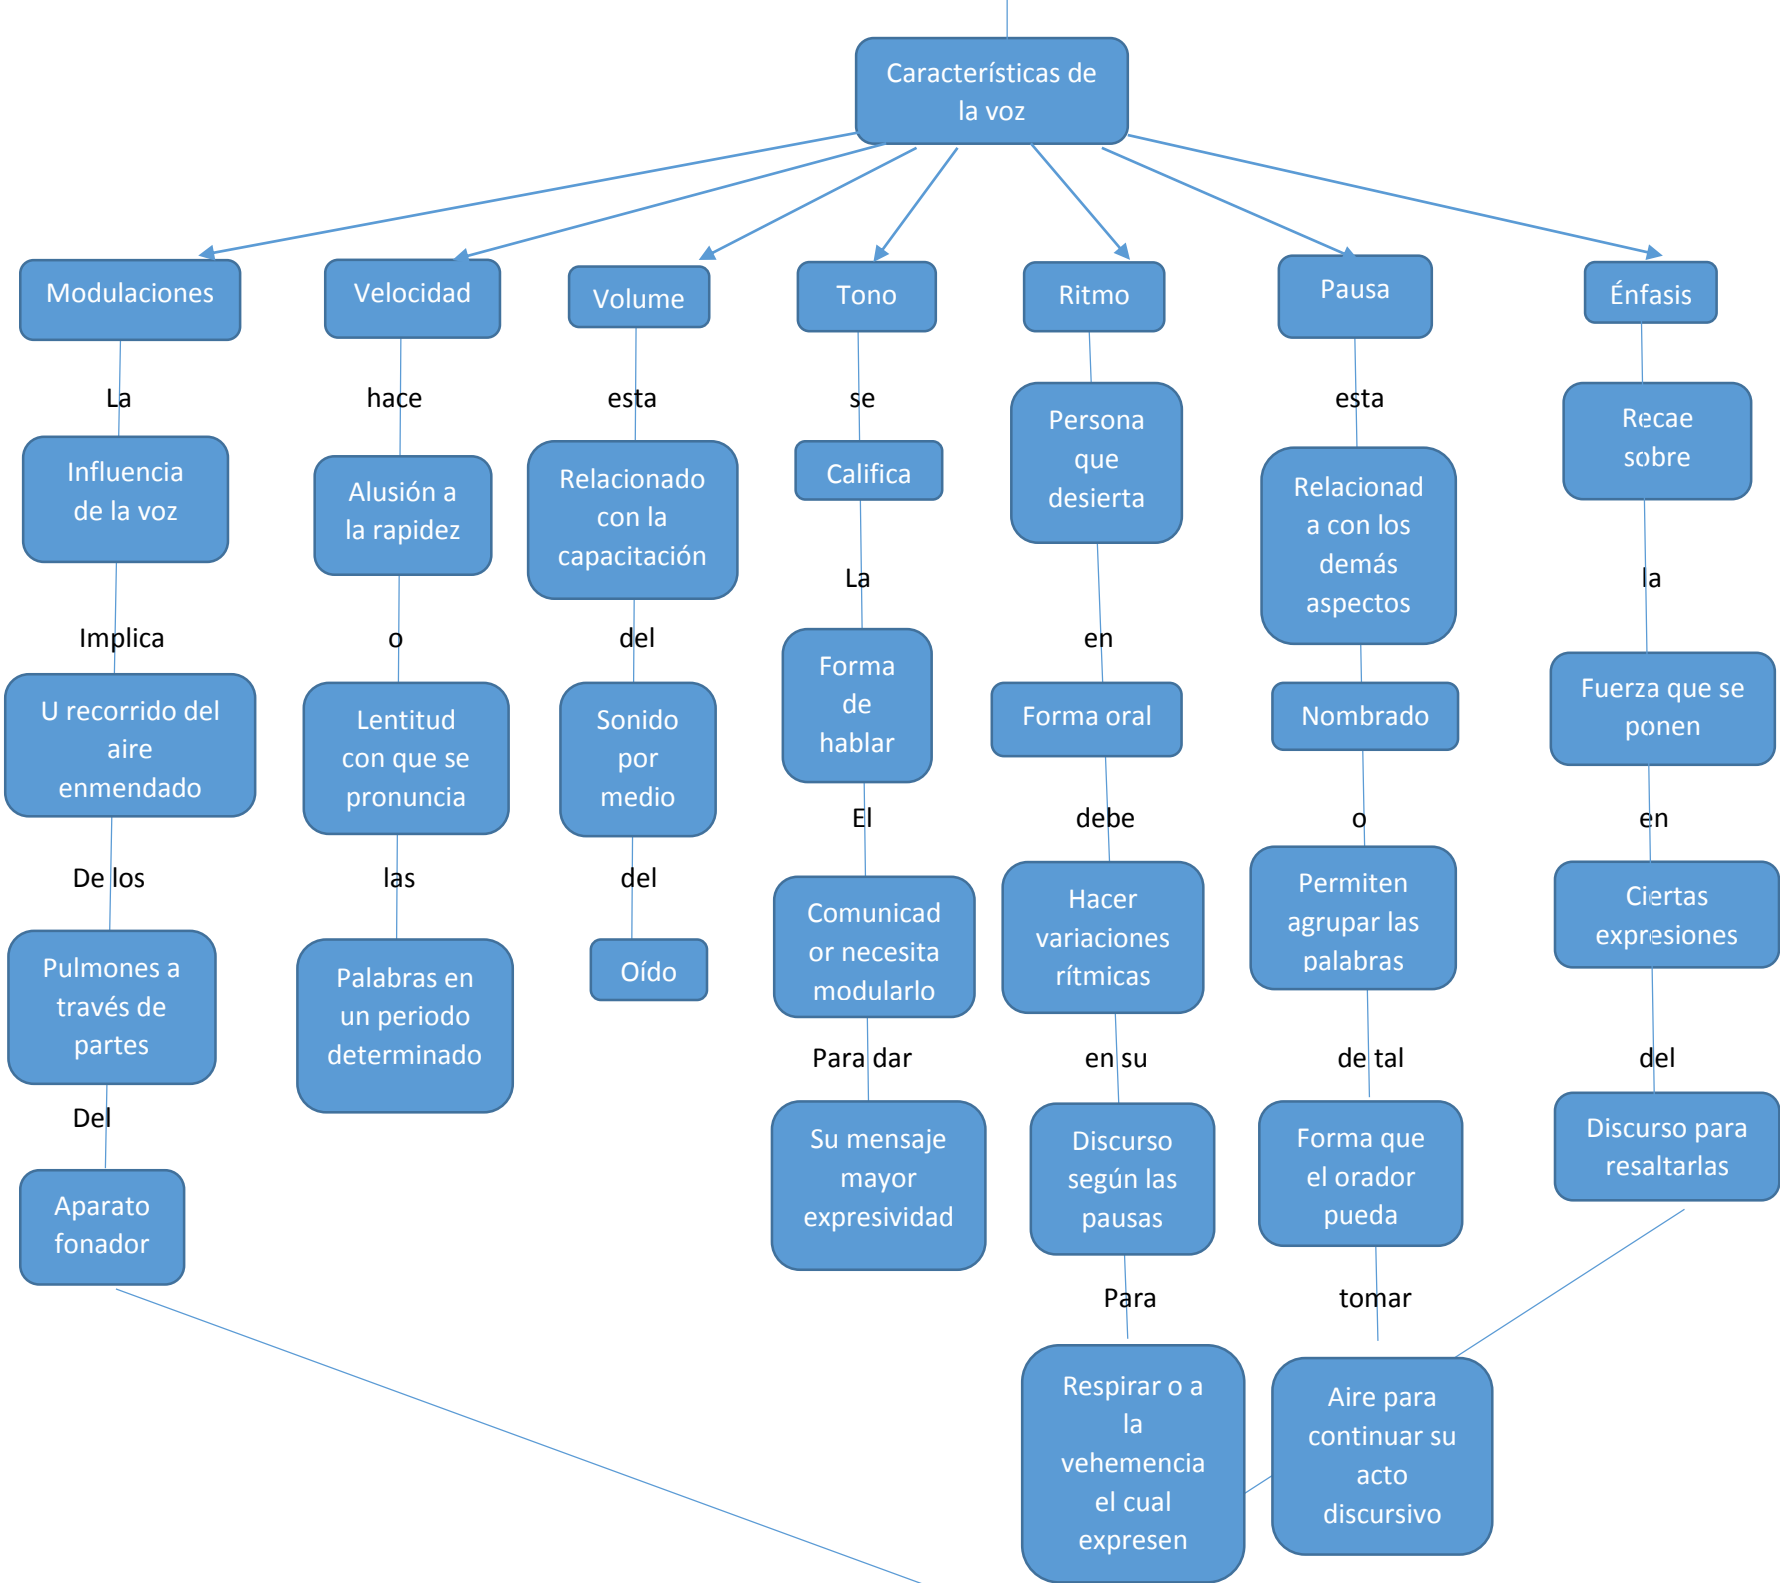 Características de
la voz
Modulaciones
La
Influencia
de la voz
Implica
U recorrido del
aire
enmendado
De los
Pulmones a
través de
partes
Del
Aparato
fonador
Velocidad
hace
Alusión a
la rapidez
o
Lentitud
con que se
pronuncia
las
Palabras en
un periodo
determinado
Volume
esta
Relacionado
con la
capacitación
del
Sonido
por
medio
del
Oído
Tono
se
Califica
La
Forma
de
hablar
El
Comunicad
or necesita
modularlo
Para dar
Su mensaje
mayor
expresividad
Ritmo
Persona
que
desierta
en
Forma oral
debe
Hacer
variaciones
rítmicas
en su
Discurso
según las
pausas
Para
Respirar o a
la
vehemencia
el cual
expresen
Pausa
esta
Relacionad
a con los
demás
aspectos
Nombrado
o
Permiten
agrupar las
palabras
de tal
Forma que
el orador
pueda
tomar
Aire para
continuar su
acto
discursivo
Énfasis
Recae
sobre
la
Fuerza que se
ponen
en
Ciertas
expresiones
del
Discurso para
resaltarlas